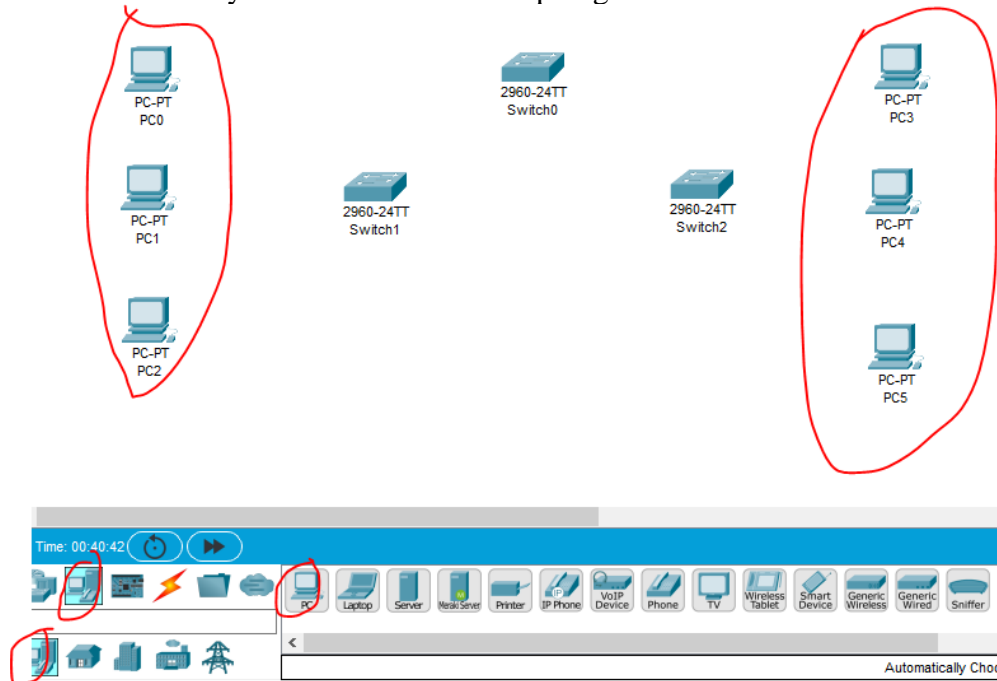 PC-PT
PC0
2960-24TT
Switch0
PC-PT
PC3
PC-PT
PC1
2960-24TT
Switch1
2960-24TT
Switch2
PC-PT
PC4
PC-PT
PC2
PC-PT
PC5
Time: 00:40:42
PC
Laptop
Server
Meraki Server
Printer
IP
IP Phone
VoIP
Device
Phone
TV
Wireless
Tablet
Smart
Device
Generic
Wireless
Generic
Wired
Sniffer
<
Automatically Choo